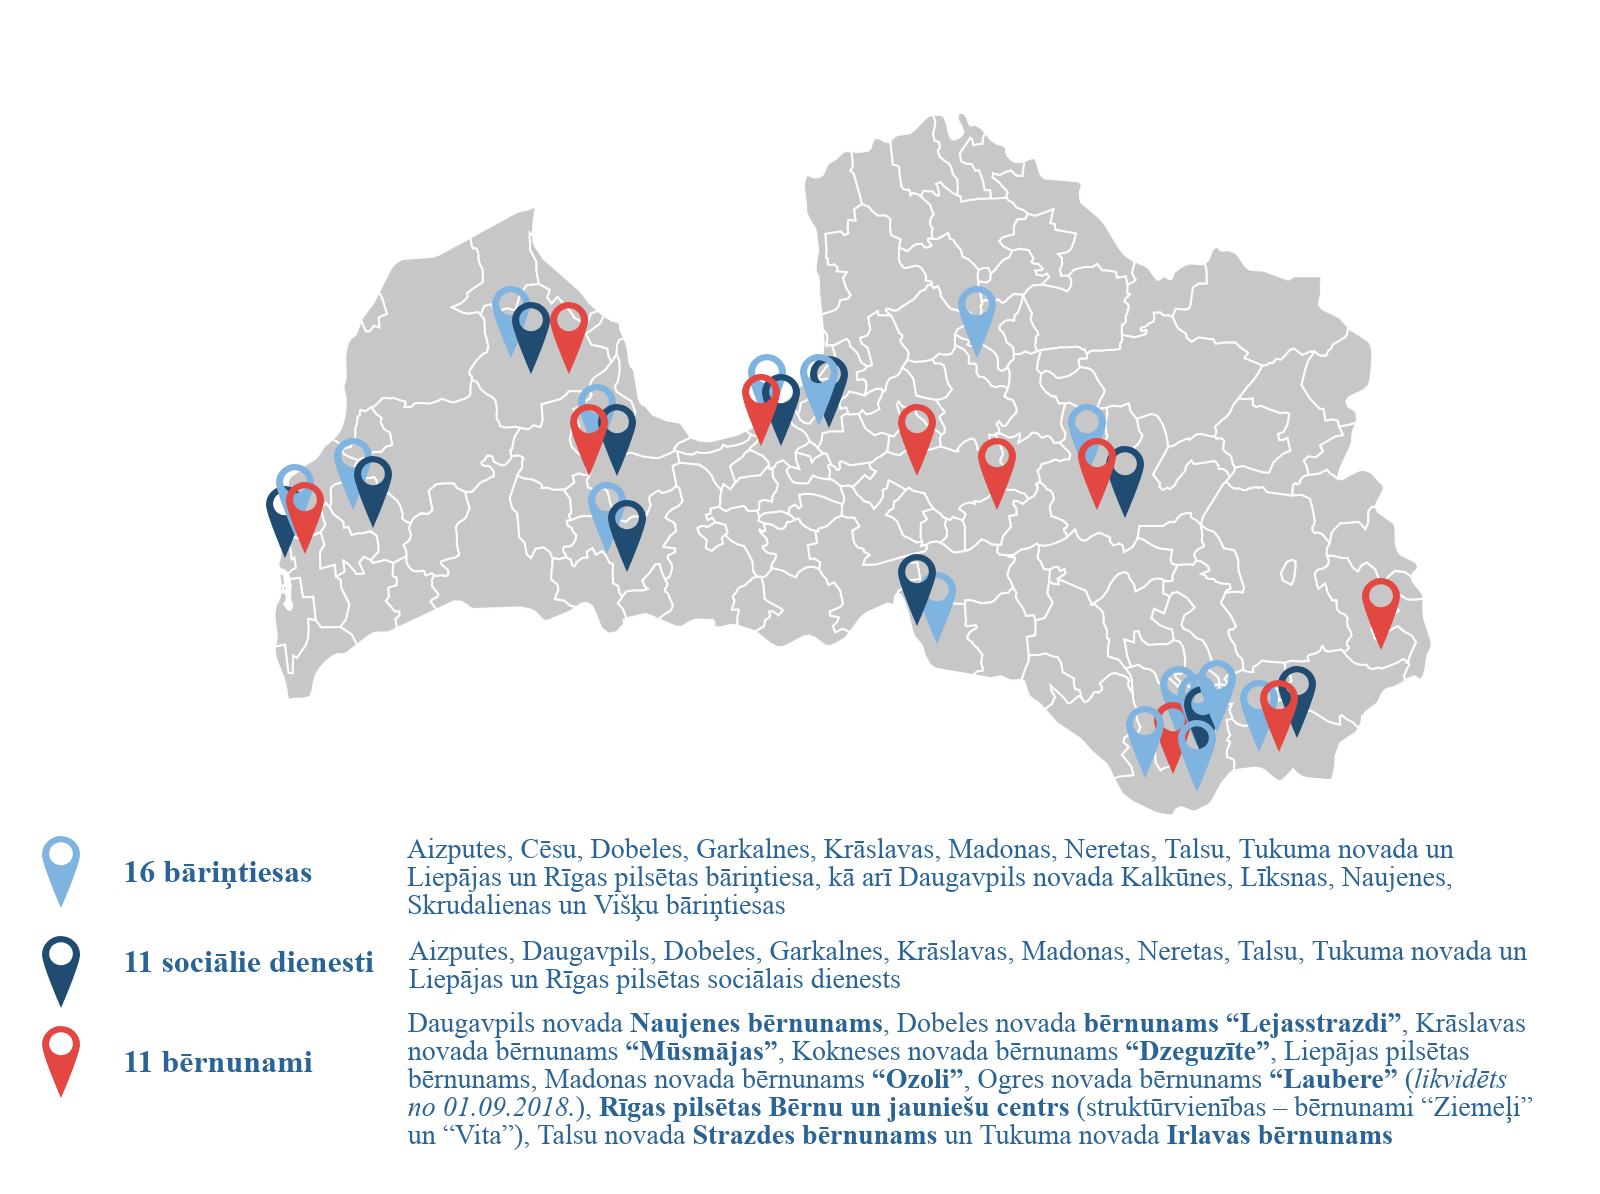 16 bāriņtiesas
Aizputes, Cēsu, Dobeles, Garkalnes, Krāslavas, Madonas, Neretas, Talsu, Tukuma novada un
Liepājas un Rīgas pilsētas bāriņtiesa, kā arī Daugavpils novada Kalkūnes, Līksnas, Naujenes,
Skrudalienas un Višķu bāriņtiesas
11 sociālie dienesti
Aizputes, Daugavpils, Dobeles, Garkalnes, Krāslavas, Madonas, Neretas, Talsu, Tukuma novada un
Liepājas un Rīgas pilsētas sociālais dienests
11 bērnunami
Daugavpils novada Naujenes bērnunams, Dobeles novada bērnunams “Lejasstrazdi”, Krāslavas
novada bērnunams “Mūsmājas”, Kokneses novada bērnunams “Dzeguzīte”, Liepājas pilsētas
bērnunams, Madonas novada bērnunams “Ozoli”, Ogres novada bērnunams “Laubere” (likvidēts
no 01.09.2018.), Rīgas pilsētas Bērnu un jauniešu centrs (struktūrvienības – bērnunami “Ziemeļi”
un “Vita”), Talsu novada Strazdes bērnunams un Tukuma novada Irlavas bērnunams